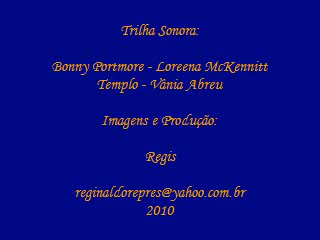 Trilha Sonora:
Bonny Portmore - Loreena McKennitt
Templo - Vânia Abreu
Imagens e Produção:
Regis
reginaldorepres@yahoo.com.br
2010